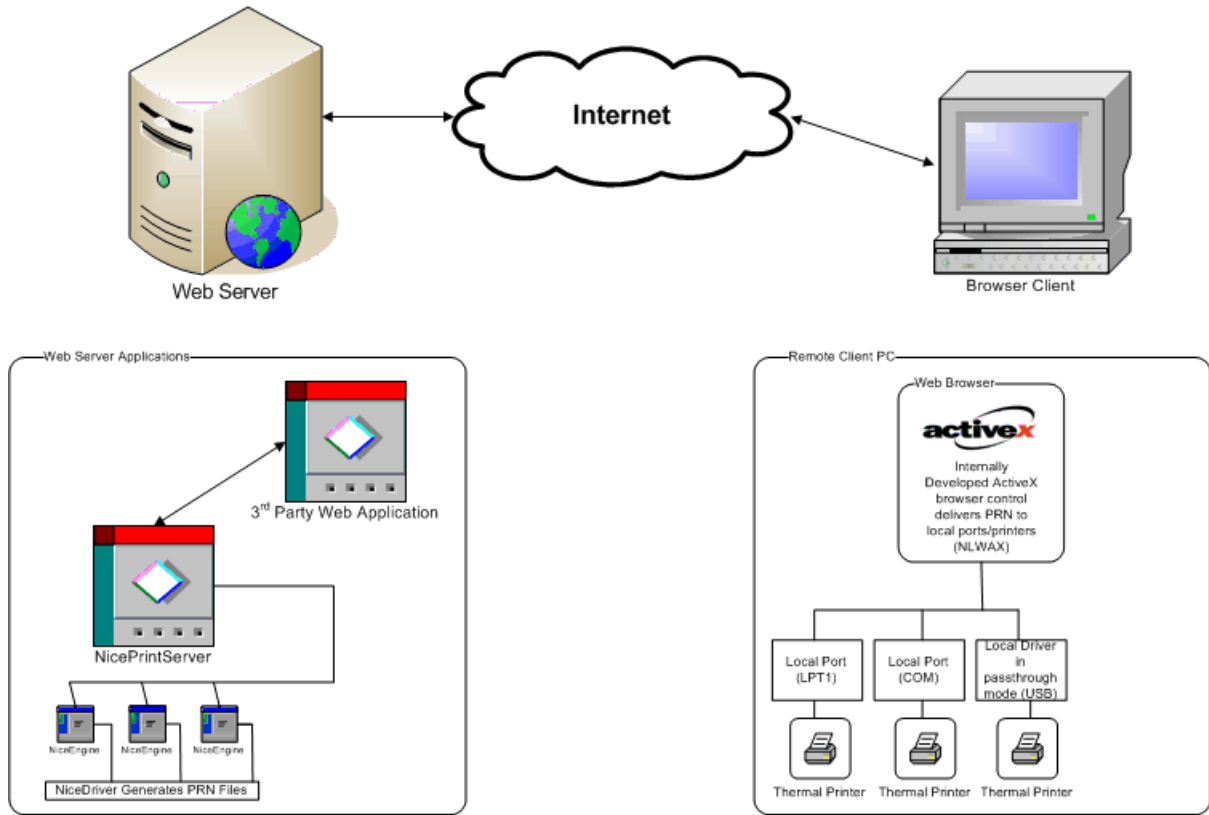 Internet
Web Server
Browser Client
Web Server Applications
3rd Party Web Application
NicePrintServer
NiceEngine
NiceEngine
NiceEngine
NiceDriver Generates PRN Files
Remote Client PC
Web Browser
activex
Internally
Developed ActiveX
browser control
delivers PRN to
local ports/printers
(NLWAX)
Local Port
(LPT1)
Local Port
(COM)
Local Driver
in
passthrough
mode (USB)
Thermal Printer
Thermal Printer
Thermal Printer